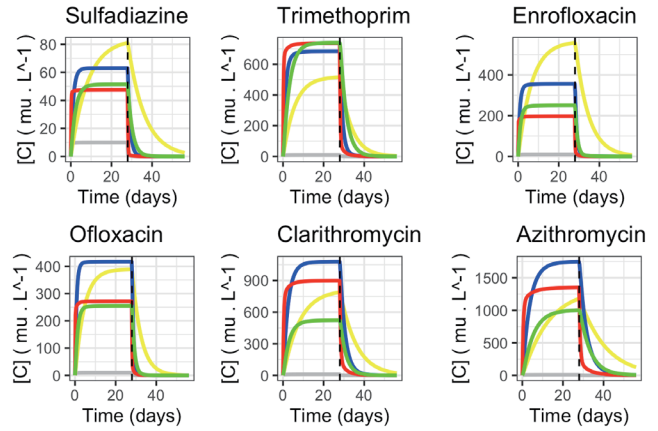 Sulfadiazine
80
60
40
20
0
0 20 40
[C] ( mu . L^-1 )
Time (days)
Trimethoprim
600
400
200
0
0 20 40
[C] ( mu . L^-1 )
Time (days)
Enrofloxacin
400
200
0
0 20 40
[C] ( mu . L^-1 )
Time (days)
Ofloxacin
400
300
200
100
0
0 20 40
[C] ( mu . L^-1 )
Time (days)
Clarithromycin
900
600
300
0
0 20 40
[C] ( mu . L^-1 )
Time (days)
Azithromycin
1500
1000
500
0
0 20 40
[C] ( mu . L^-1 )
Time (days)